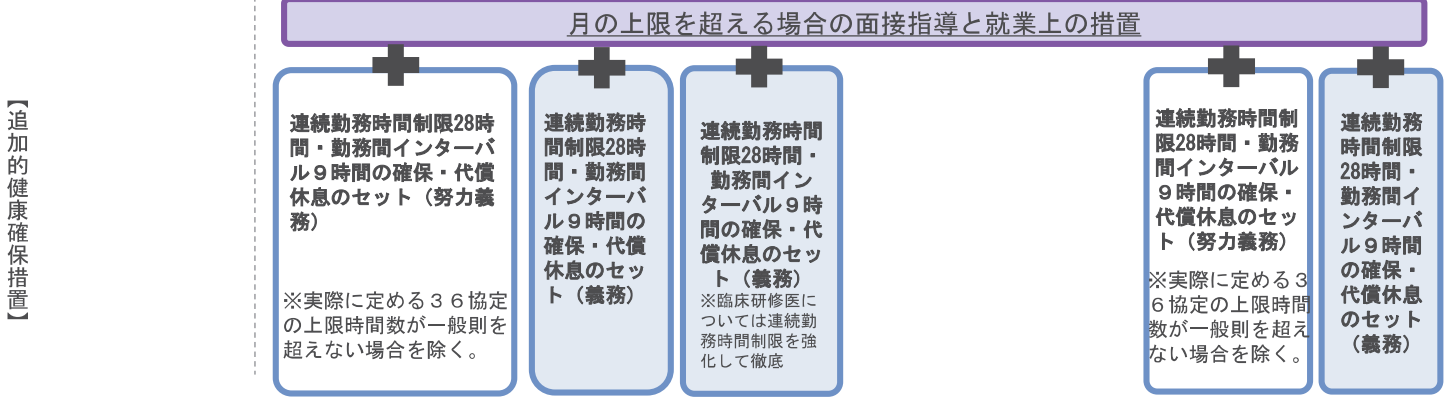 月の上限を超える場合の面接指導と就業上の措置
【追加的健康確保措置】
連続勤務時間制限28時
間・勤務間インターバ
ル９時間の確保・代償
休息のセット（努力義
務）
※実際に定める３６協定
の上限時間数が一般則を
超えない場合を除く。
連続勤務時
間制限28時
間・勤務間
インターバ
ル９時間の
確保・代償
休息のセッ
ト（義務）
連続勤務時間
制限28時間・
勤務間イン
ターバル９時
間の確保・代
償休息のセッ
ト（義務）
※臨床研修医に
ついては連続勤
務時間制限を強
化して徹底
連続勤務時間制
限28時間・勤務
間インターバル
９時間の確保・
代償休息のセッ
ト（努力義務）
※実際に定める３
６協定の上限時間
数が一般則を超え
ない場合を除く。
連続勤務
時間制限
28時間・
勤務間イ
ンターバ
ル９時間
の確保・
代償休息
のセット
（義務）